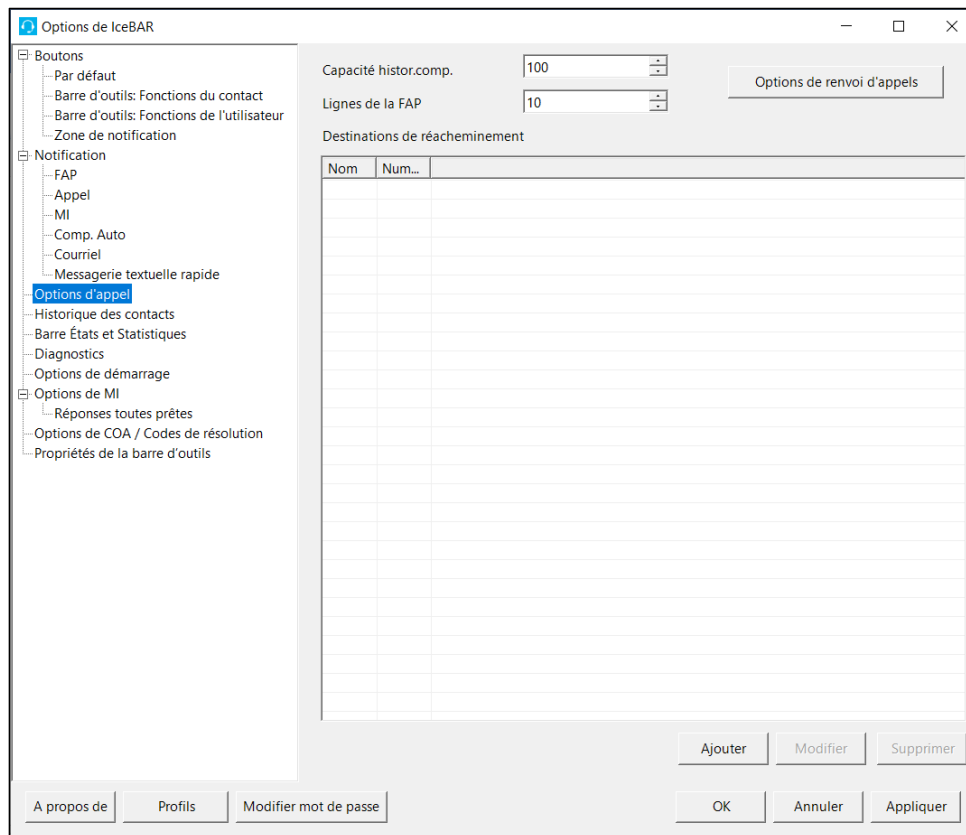 Options de IceBAR
Boutons
Par défaut
Barre d'outils: Fonctions du contact
Barre d'outils: Fonctions de l'utilisateur
Zone de notification
Notification
FAP
Appel
MI
Comp. Auto
Courriel
Messagerie textuelle rapide
Options d'appel
Historique des contacts
Barre États et Statistiques
Diagnostics
Options de démarrage
Options de MI
Réponses toutes prêtes
Options de COA / Codes de résolution
Propriétés de la barre d'outils
Capacité histor.comp. 100
Options de renvoi d'appels
Lignes de la FAP 10
Destinations de réacheminement
Nom Num...
Ajouter Modifier Supprimer
A propos de Profils Modifier mot de passe OK Annuler Appliquer